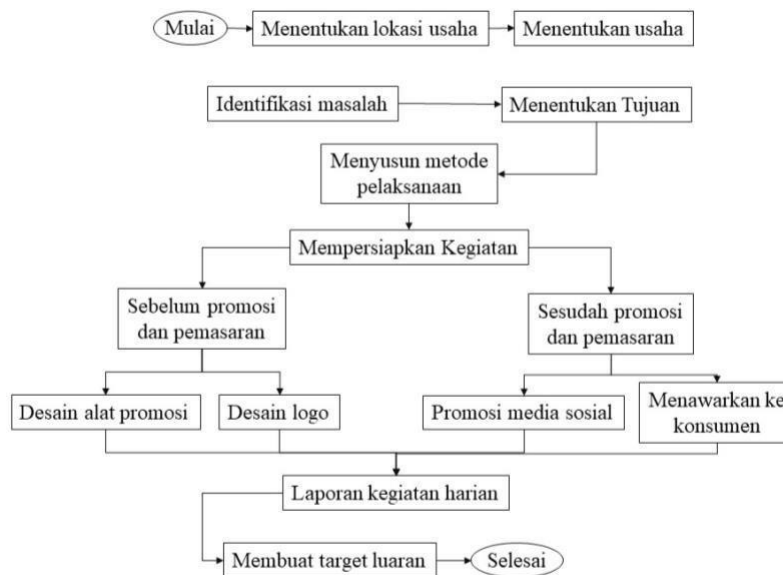 Mulai
Menentukan lokasi usaha
Menentukan usaha
Identifikasi masalah
Menentukan Tujuan
Menyusun metode
pelaksanaan
Mempersiapkan Kegiatan
Sebelum promosi
dan pemasaran
Sesudah promosi
dan pemasaran
Desain alat promosi
Desain logo
Promosi media sosial
Menawarkan ke
konsumen
Laporan kegiatan harian
Membuat target luaran
Selesai